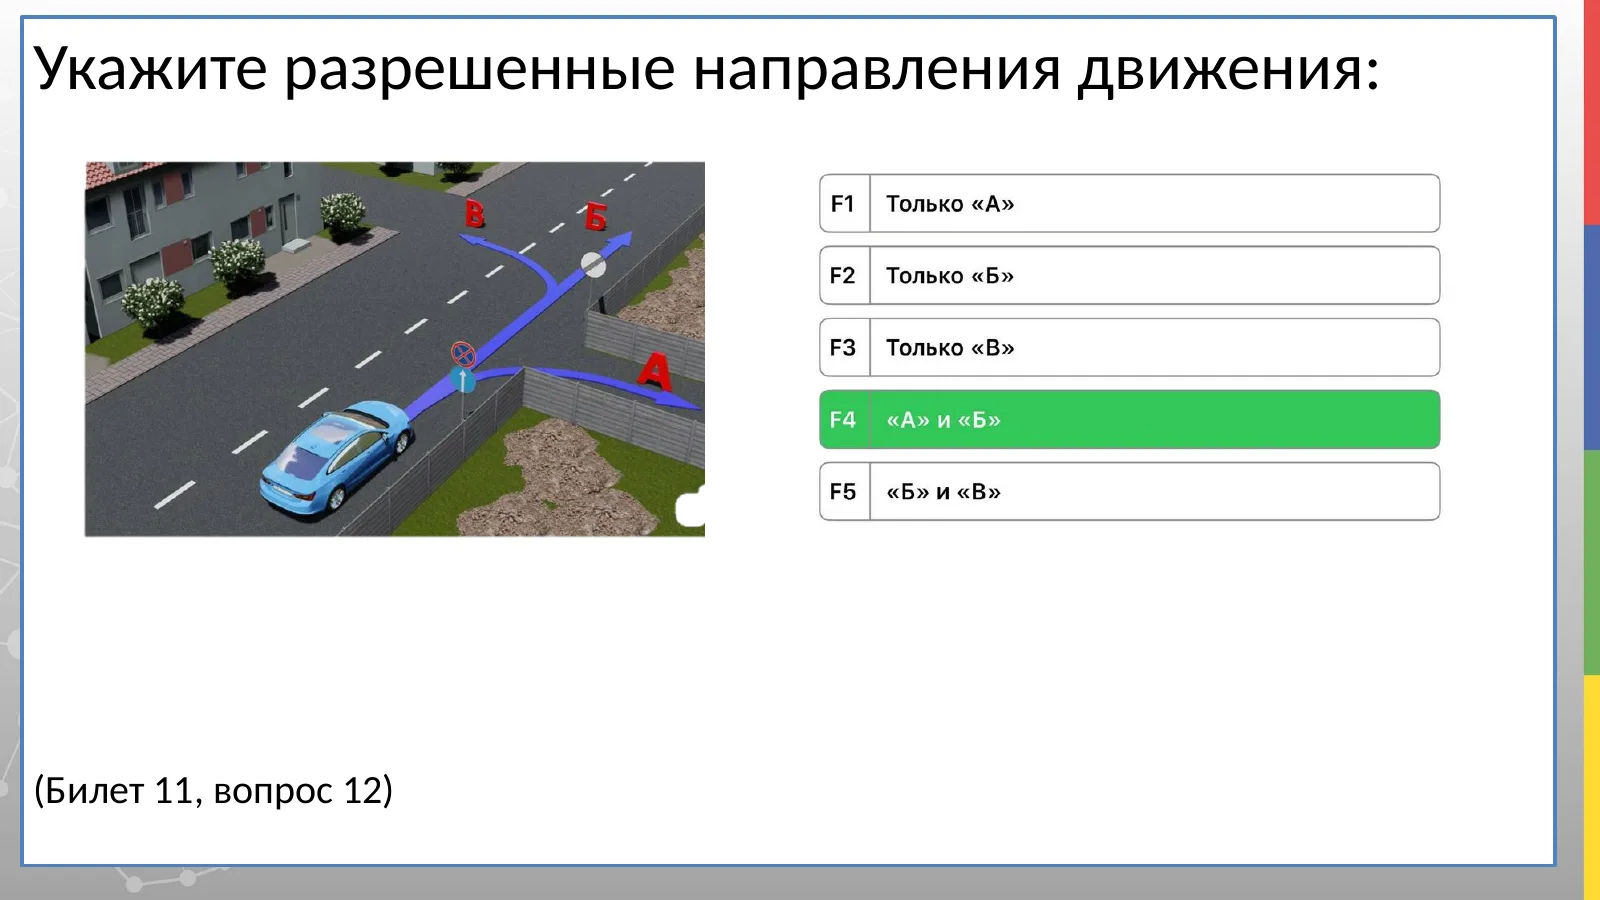 Укажите разрешенные направления движения:
В
Б
А
F1 Только «А»
F2 Только «Б»
F3 Только «В»
F4 «А» и «Б»
F5 «Б» и «В»
(Билет 11, вопрос 12)